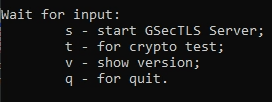 Wait for input:
s - start GSecTLS Server;
t - for crypto test;
v - show version;
q - for quit.